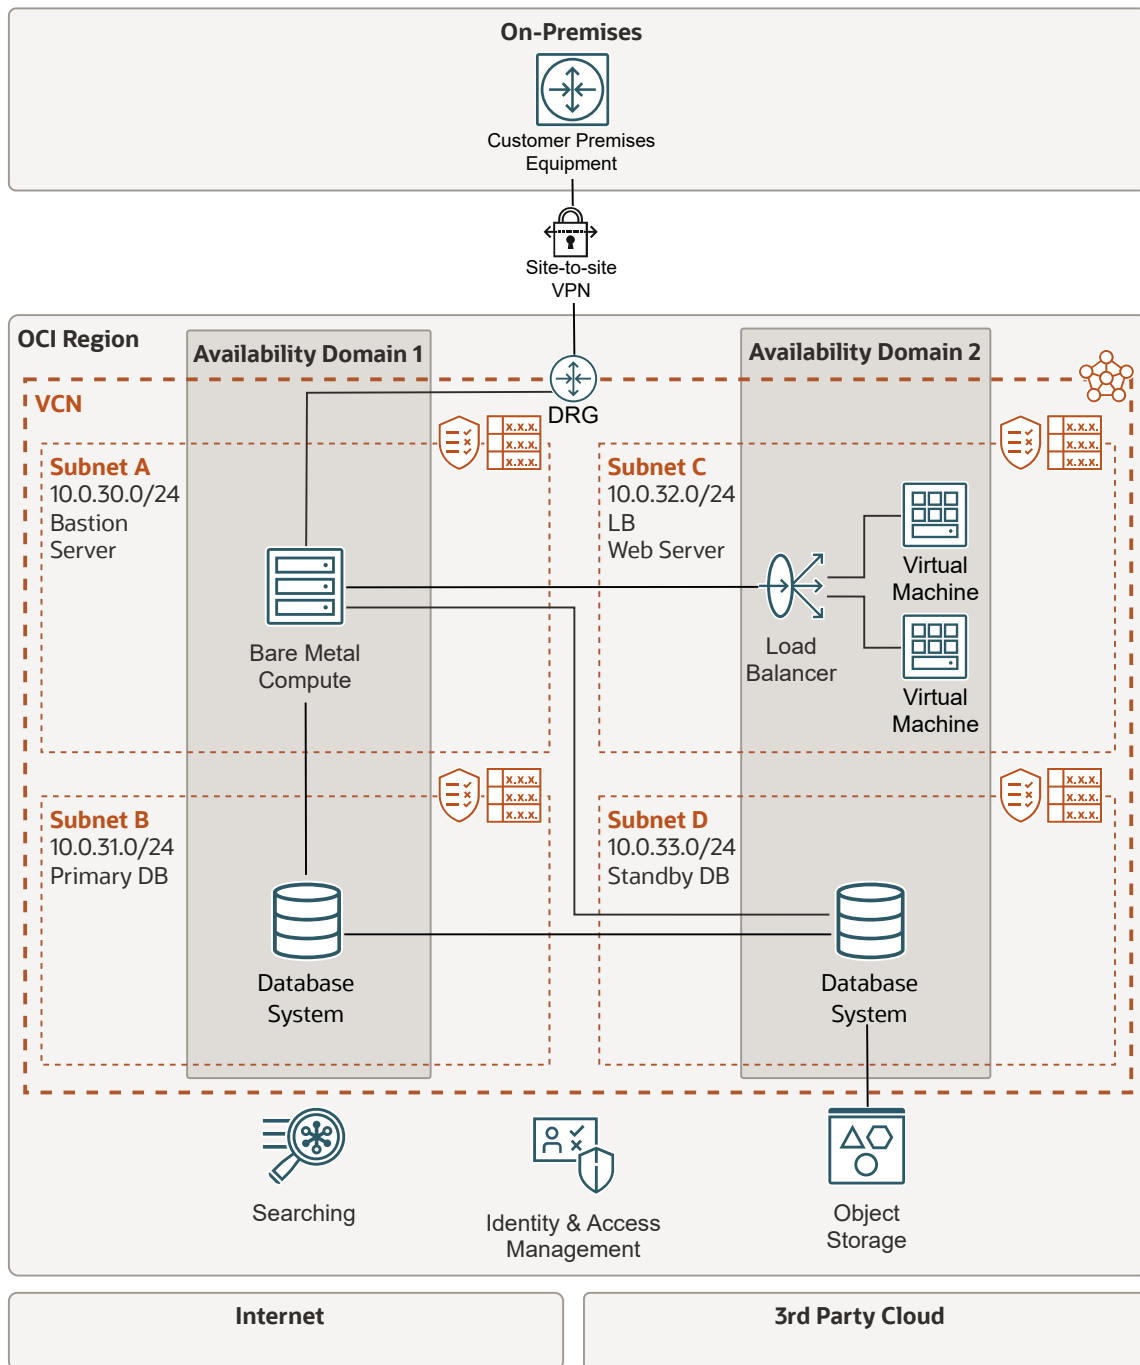 On-Premises
Customer Premises
Equipment
Site-to-site
VPN
OCI Region
Availability Domain 1
Availability Domain 2
VCN
DRG
Subnet A
10.0.30.0/24
Bastion
Server
x.x.x.
x.x.x.
x.x.x.
Bare Metal
Compute
Subnet C
10.0.32.0/24
LB
Web Server
x.x.x.
x.x.x.
x.x.x.
Load
Balancer
Virtual
Machine
Virtual
Machine
Subnet B
10.0.31.0/24
Primary DB
x.x.x.
x.x.x.
x.x.x.
Database
System
Subnet D
10.0.33.0/24
Standby DB
x.x.x.
x.x.x.
x.x.x.
Database
System
Searching
Identity & Access
Management
Object
Storage
Internet
3rd Party Cloud